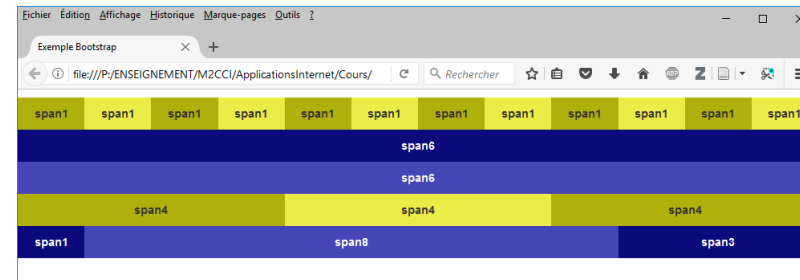 Fichier Édition Affichage Historique Marque-pages Outils ?
Exemple Bootstrap
file:///P:/ENSEIGNEMENT/M2CCI/ApplicationsInternet/Cours/ Rechercher
span1 span1 span1 span1 span1 span1 span1 span1 span1 span1 span1 span1
span6
span6
span4 span4 span4
span1 span8 span3